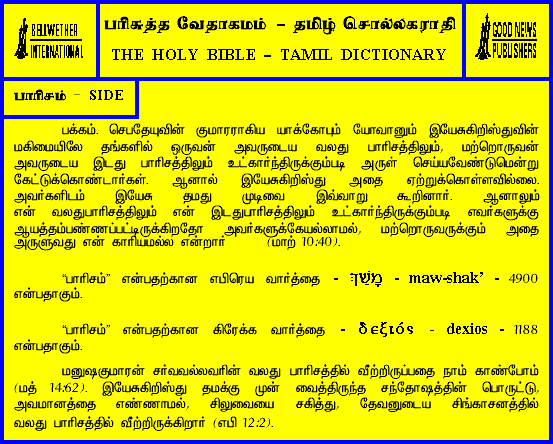 BELLWETHER
INTERNATIONAL
பரிசுத்த வேதாகமம் – தமிழ் சொல்லகராதி
THE HOLY BIBLE – TAMIL DICTIONARY
GOOD NEWS
PUBLISHERS
பாரிசம் - SIDE
பக்கம். செபதேயுவின் குமாரராகிய யாக்கோபும் யோவானும் இயேசுகிறிஸ்துவின்
மகிமையிலே தங்களில் ஒருவன் அவருடைய வலது பாரிசத்திலும், மற்றொருவன்
அவருடைய இடது பாரிசத்திலும் உட்கார்ந்திருக்கும்படி அருள் செய்யவேண்டுமென்று
கேட்டுக்கொண்டார்கள். ஆனால் இயேசுகிறிஸ்து அதை ஏற்றுக்கொள்ளவில்லை.
அவர்களிடம் இயேசு தமது முடிவை இவ்வாறு கூறினார். ஆனாலும்
என் வலதுபாரிசத்திலும் என் இடதுபாரிசத்திலும் உட்கார்ந்திருக்கும்படி எவர்களுக்கு
ஆயத்தம்பண்ணப்பட்டிருக்கிறதோ அவர்களுக்கேயல்லாமல், மற்றொருவருக்கும் அதை
அருளுவது என் காரியமல்ல என்றார் (மாற் 10:40).
“பாரிசம்” என்பதற்கான எபிரெய வார்த்தை - מָשַׁךְ - maw-shak’ - 4900
என்பதாகும்.
“பாரிசம்” என்பதற்கான கிரேக்க வார்த்தை - δεξιός - dexios - 1188
என்பதாகும்.
மனுஷகுமாரன் சர்வவல்லவரின் வலது பாரிசத்தில் வீற்றிருப்பதை நாம் காண்போம்
(மத் 14:62). இயேசுகிறிஸ்து தமக்கு முன் வைத்திருந்த சந்தோஷத்தின் பொருட்டு,
அவமானத்தை எண்ணாமல், சிலுவையை சகித்து, தேவனுடைய சிங்காசனத்தில்
வலது பாரிசத்தில் வீற்றிருக்கிறார் (எபி 12:2).